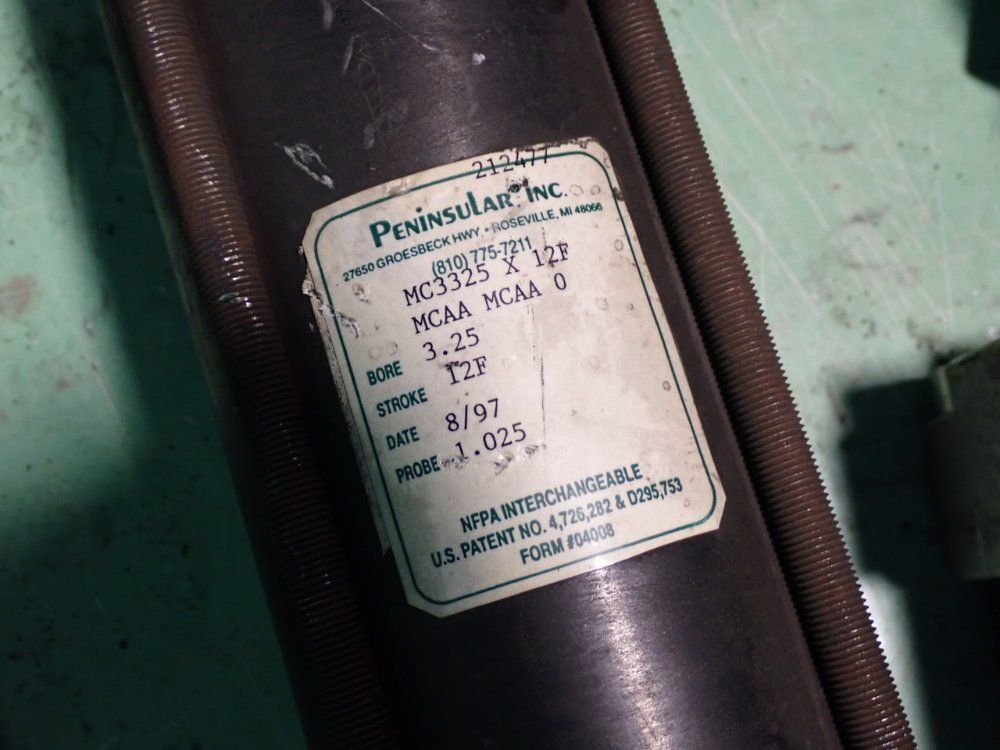 212477
PENINSULAR® INC.
27650 GROESBECK HWY. • ROSEVILLE, MI 48066
(810) 775-7211
MC3325 X 12F
MCAA MCAA 0
BORE 3.25
STROKE 12F
DATE 8/97
PROBE 1.025
NFPA INTERCHANGEABLE
U.S. PATENT NO. 4,726,282 & D295,753
FORM #04008